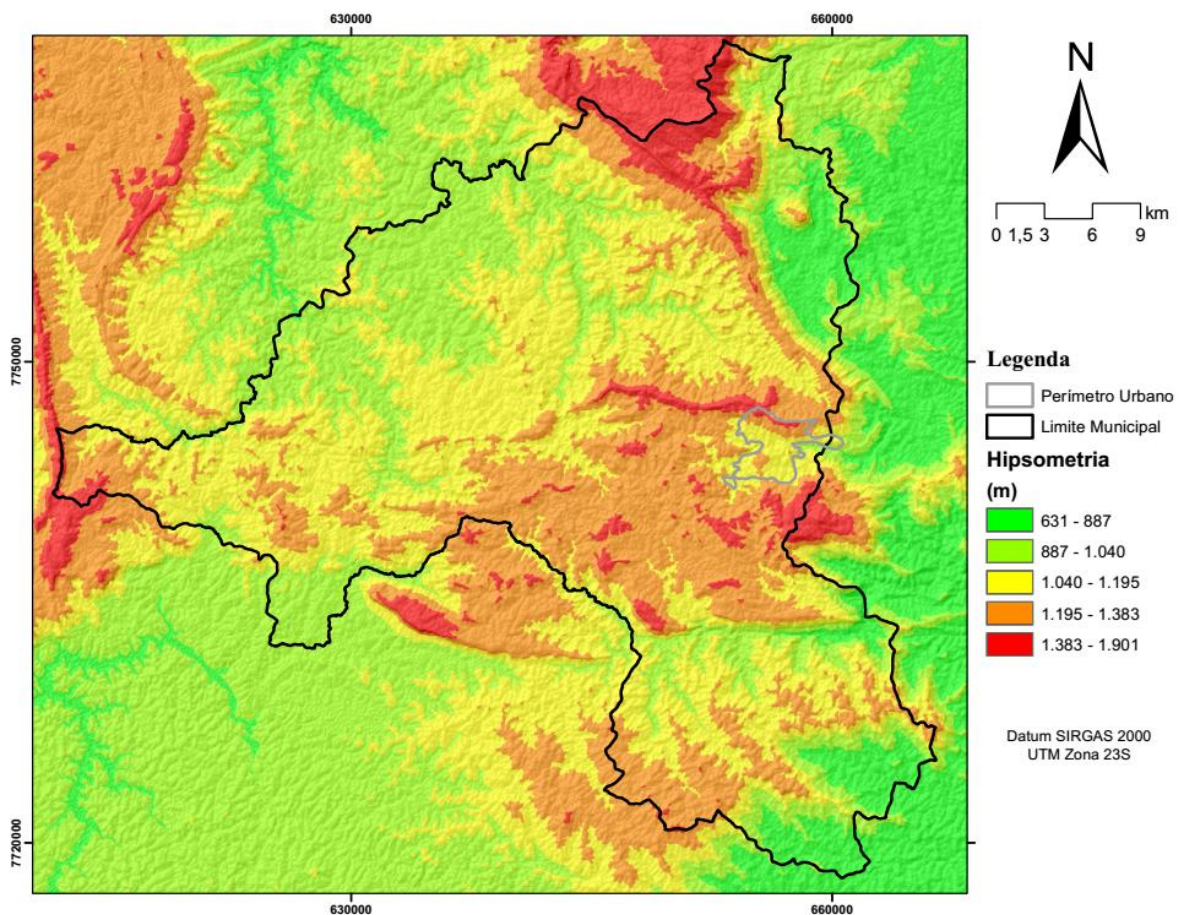 630000
660000
N
km
0 1,5 3 6 9
7750000
Legenda
Perímetro Urbano
Limite Municipal
Hipsometria
(m)
631 - 887
887 - 1.040
1.040 - 1.195
1.195 - 1.383
1.383 - 1.901
Datum SIRGAS 2000
UTM Zona 23S
7720000
630000
660000